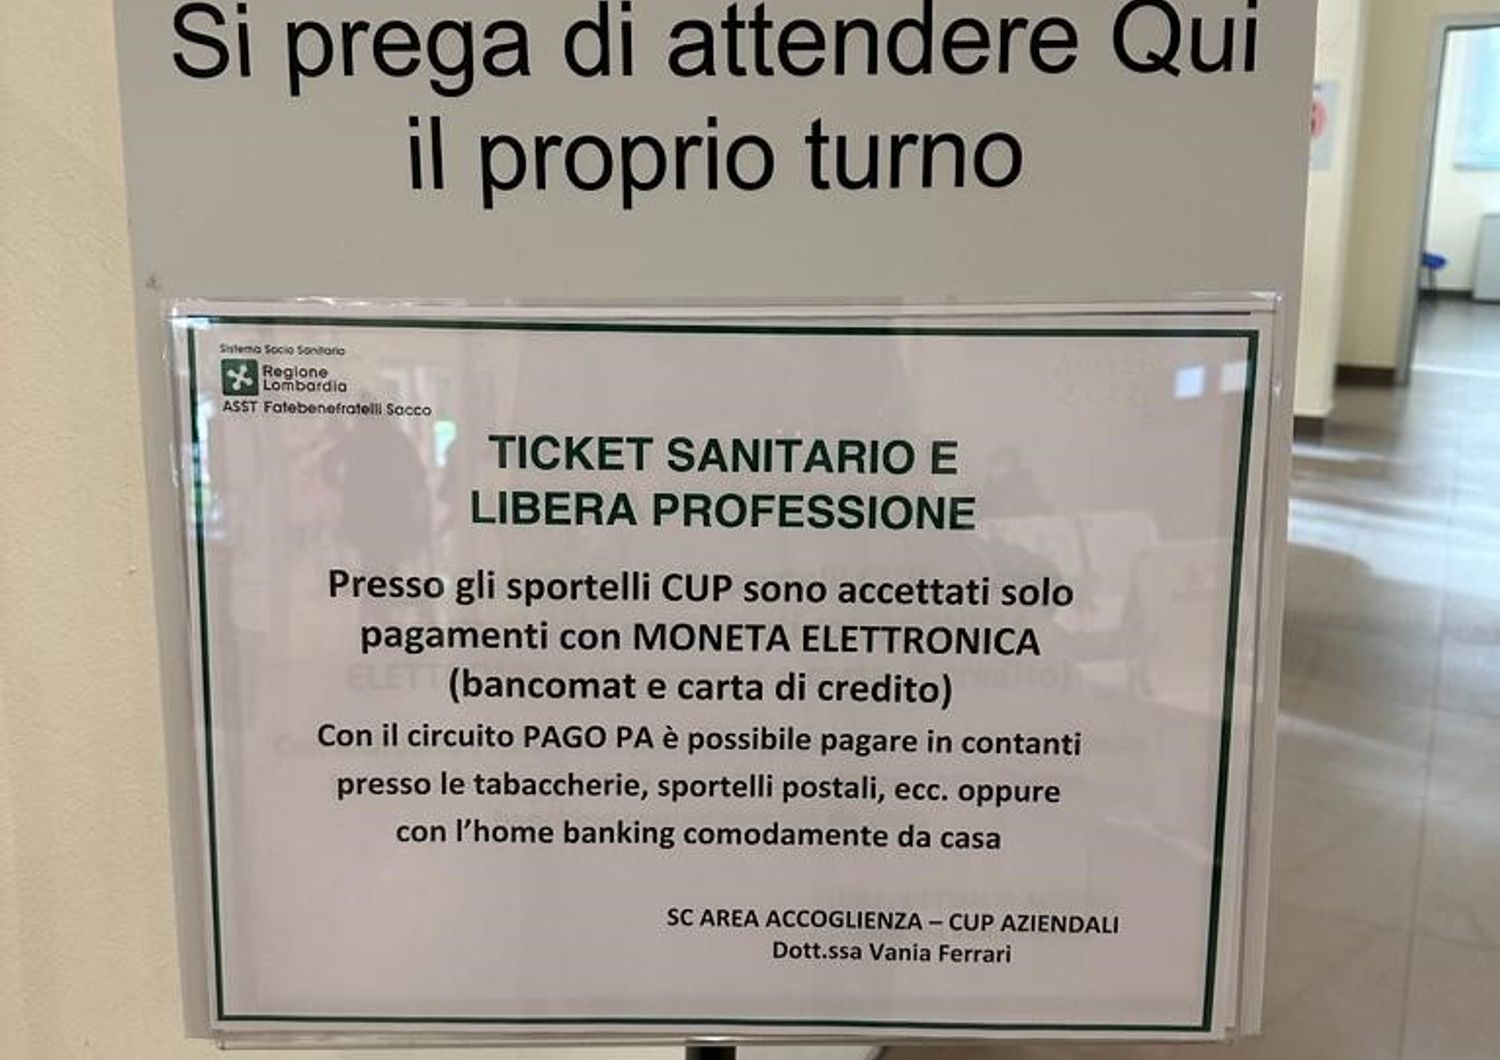 Si prega di attendere Qui
il proprio turno
Sistema Socio Sanitario
Regione
Lombardia
ASST Fatebenefratelli Sacco
TICKET SANITARIO E
LIBERA PROFESSIONE
Presso gli sportelli CUP sono accettati solo
pagamenti con MONETA ELETTRONICA
(bancomat e carta di credito)
Con il circuito PAGO PA è possibile pagare in contanti
presso le tabaccherie, sportelli postali, ecc. oppure
con l’home banking comodamente da casa
SC AREA ACCOGLIENZA – CUP AZIENDALI
Dott.ssa Vania Ferrari